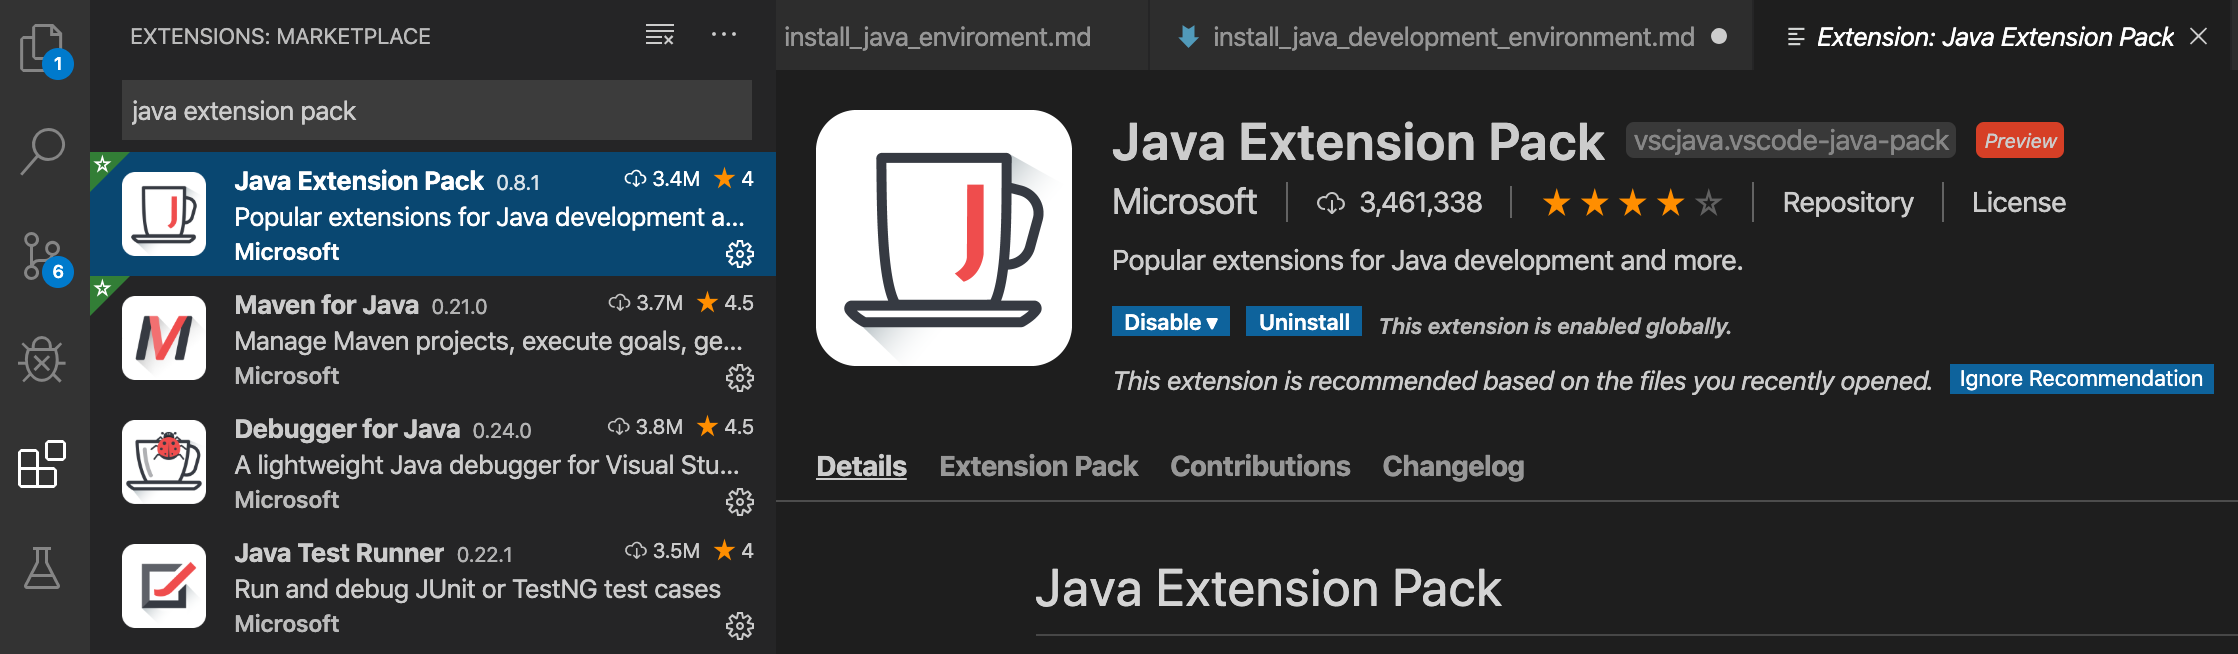 EXTENSIONS: MARKETPLACE
java extension pack
1
6
Java Extension Pack 0.8.1 3.4M 4
Popular extensions for Java development a...
Microsoft
Maven for Java 0.21.0 3.7M 4.5
Manage Maven projects, execute goals, ge...
Microsoft
Debugger for Java 0.24.0 3.8M 4.5
A lightweight Java debugger for Visual Stu...
Microsoft
Java Test Runner 0.22.1 3.5M 4
Run and debug JUnit or TestNG test cases
Microsoft
install_java_enviroment.md
install_java_development_environment.md
Extension: Java Extension Pack
J
Java Extension Pack vscjava.vscode-java-pack Preview
Microsoft 3,461,338 Repository License
Popular extensions for Java development and more.
Disable Uninstall This extension is enabled globally.
This extension is recommended based on the files you recently opened. Ignore Recommendation
Details Extension Pack Contributions Changelog
Java Extension Pack